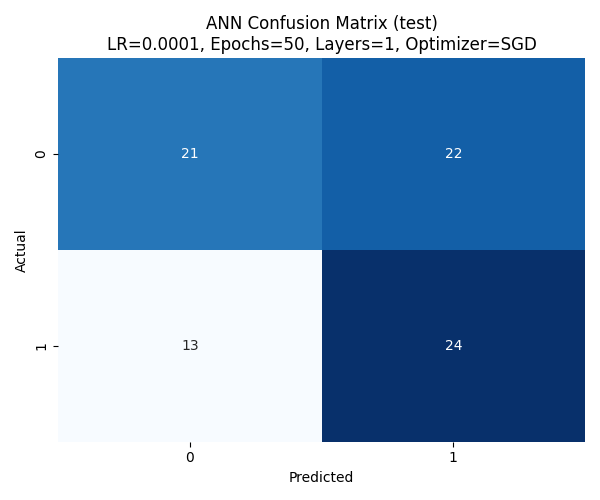 ANN Confusion Matrix (test)
LR=0.0001, Epochs=50, Layers=1, Optimizer=SGD
Actual
0
21
22
1
13
24
0
1
Predicted